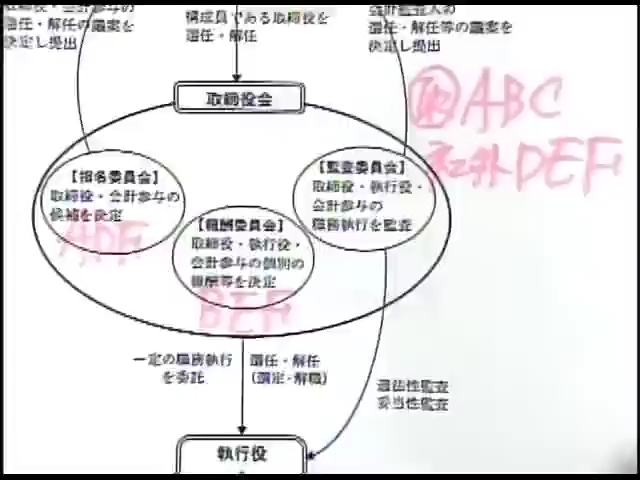 取締役・会計参与の
選任・解任の議案を
決定し提出
構成員である取締役を
選任・解任
会計監査人の
選任・解任等の議案を
決定し提出
取締役会
ABC
社外DEF
【指名委員会】
取締役・会計参与の
候補を決定
ADF
【報酬委員会】
取締役・執行役・
会計参与の個別の
報酬等を決定
BEF
【監査委員会】
取締役・執行役・
会計参与の
職務執行を監査
一定の職務執行
を委託
選任・解任
(選定・解職)
違法性監査
妥当性監査
執行役